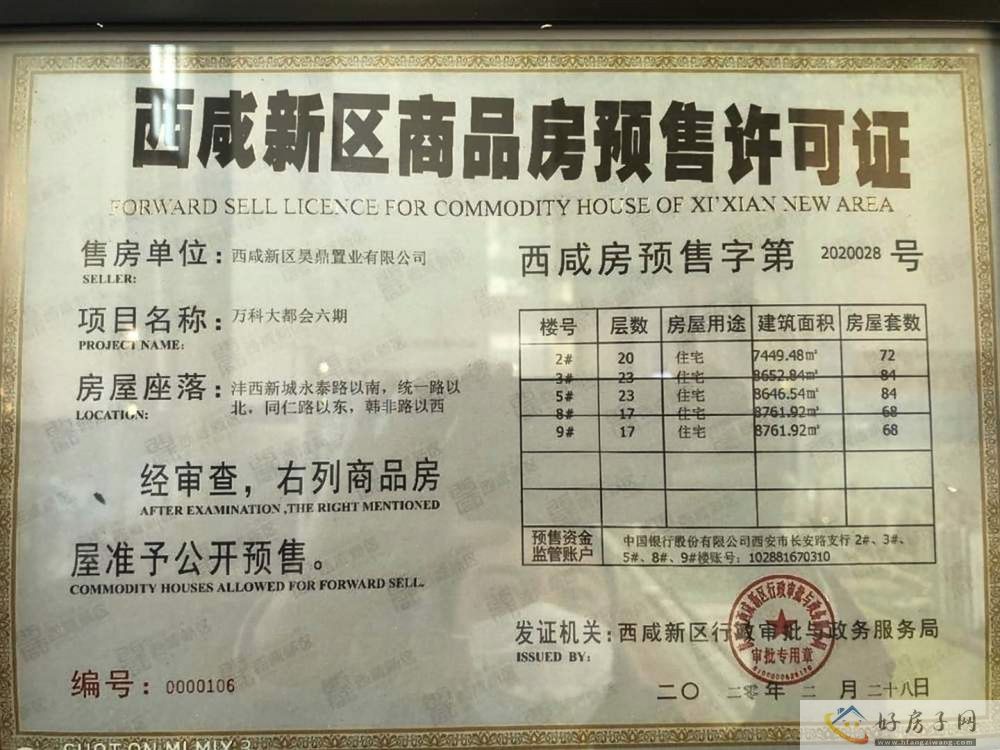 西咸新区商品房预售许可证
FORWARD SELL LICENCE FOR COMMODITY HOUSE OF XI'XIAN NEW AREA
售房单位：西咸新区昊鼎置业有限公司
SELLER:
西咸房预售字第 2020028 号
项目名称：万科大都会六期
PROJECT NAME:
房屋座落：沣西新城永泰路以南，统一路以
北，同仁路以东，韩非路以西
LOCATION:
经审查，右列商品房
AFTER EXAMINATION ,THE RIGHT MENTIONED
屋准予公开预售。
COMMODITY HOUSES ALLOWED FOR FORWARD SELL.
编号：0000106
楼号 层数 房屋用途 建筑面积 房屋套数
2# 20 住宅 7449.48㎡ 72
3# 23 住宅 8652.84㎡ 84
5# 23 住宅 8646.54㎡ 84
8# 17 住宅 8761.92㎡ 68
9# 17 住宅 8761.92㎡ 68
预售资金
监管账户
中国银行股份有限公司西安市长安路支行 2#、3#、
5#、8#、9#楼账号：102881670310
发证机关：西咸新区行政审批与政务服务局
ISSUED BY:
审批专用章
二〇二零年二月二十八日
SHOT ON MI MIX 3
好房子网
www.hfangziwang.com